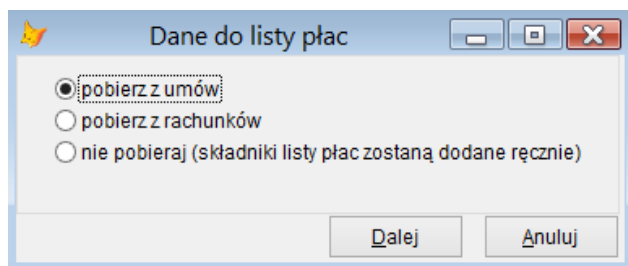 Dane do listy płac
pobierz z umów
pobierz z rachunków
nie pobieraj (składniki listy płac zostaną dodane ręcznie)
Dalej
Anuluj